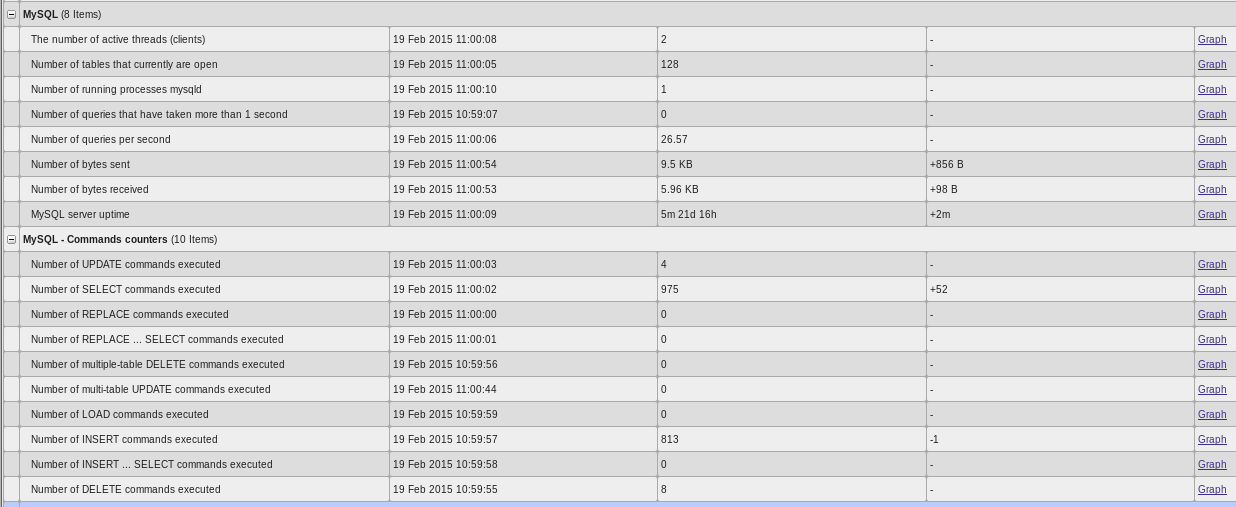 MySQL (8 Items)
The number of active threads (clients) 19 Feb 2015 11:00:08 2 - Graph
Number of tables that currently are open 19 Feb 2015 11:00:05 128 - Graph
Number of running processes mysqld 19 Feb 2015 11:00:10 1 - Graph
Number of queries that have taken more than 1 second 19 Feb 2015 10:59:07 0 - Graph
Number of queries per second 19 Feb 2015 11:00:06 26.57 - Graph
Number of bytes sent 19 Feb 2015 11:00:54 9.5 KB +856 B Graph
Number of bytes received 19 Feb 2015 11:00:53 5.96 KB +98 B Graph
MySQL server uptime 19 Feb 2015 11:00:09 5m 21d 16h +2m Graph
MySQL - Commands counters (10 Items)
Number of UPDATE commands executed 19 Feb 2015 11:00:03 4 - Graph
Number of SELECT commands executed 19 Feb 2015 11:00:02 975 +52 Graph
Number of REPLACE commands executed 19 Feb 2015 11:00:00 0 - Graph
Number of REPLACE ... SELECT commands executed 19 Feb 2015 11:00:01 0 - Graph
Number of multiple-table DELETE commands executed 19 Feb 2015 10:59:56 0 - Graph
Number of multi-table UPDATE commands executed 19 Feb 2015 11:00:44 0 - Graph
Number of LOAD commands executed 19 Feb 2015 10:59:59 0 - Graph
Number of INSERT commands executed 19 Feb 2015 10:59:57 813 -1 Graph
Number of INSERT ... SELECT commands executed 19 Feb 2015 10:59:58 0 - Graph
Number of DELETE commands executed 19 Feb 2015 10:59:55 8 - Graph